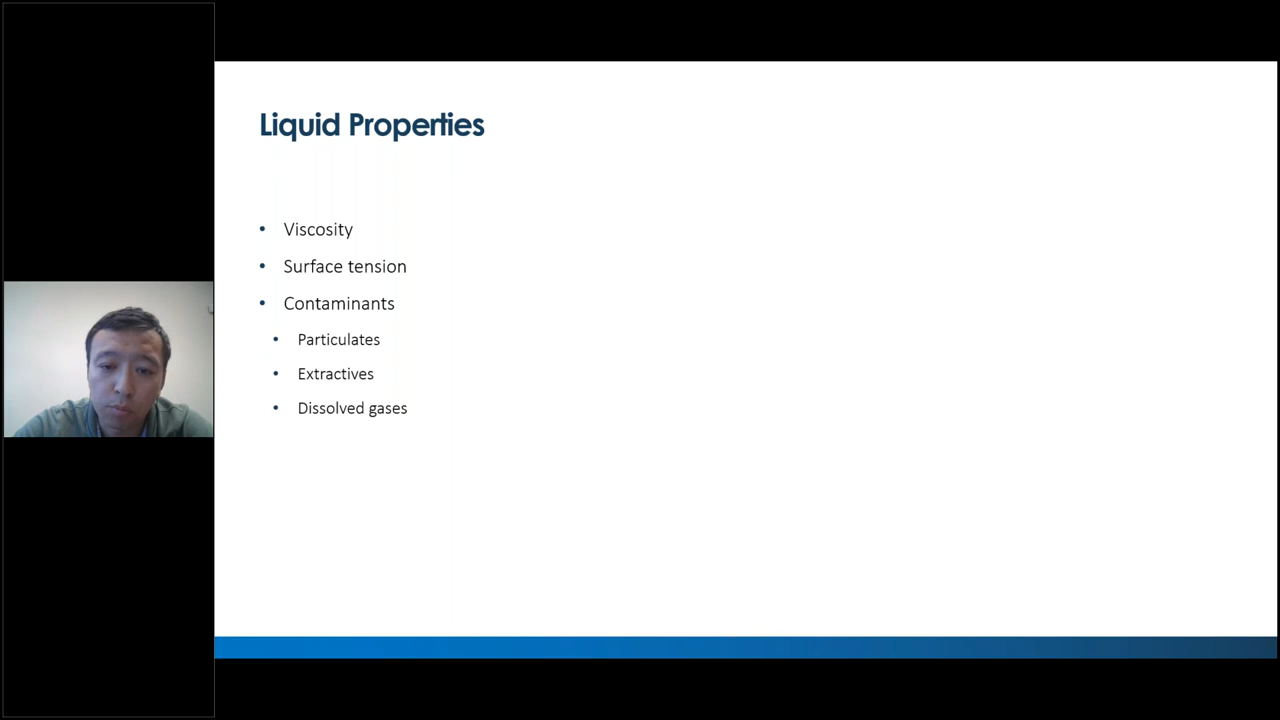 Liquid Properties
• Viscosity
• Surface tension
• Contaminants
• Particulates
• Extractives
• Dissolved gases